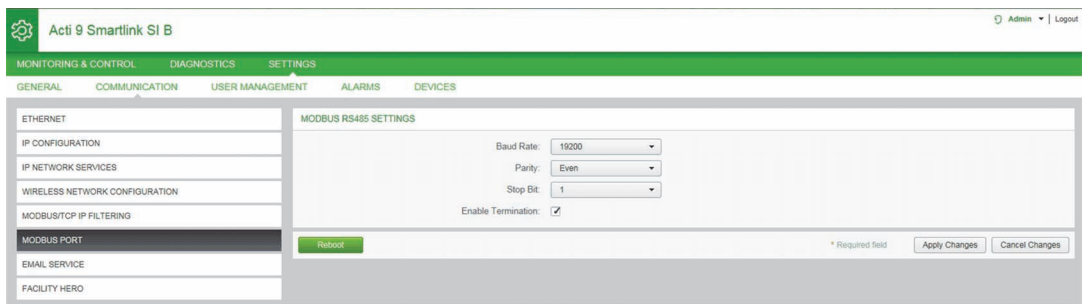 Acti 9 Smartlink SI B
Admin | Logout
MONITORING & CONTROL DIAGNOSTICS SETTINGS
GENERAL COMMUNICATION USER MANAGEMENT ALARMS DEVICES
ETHERNET
IP CONFIGURATION
IP NETWORK SERVICES
WIRELESS NETWORK CONFIGURATION
MODBUS/TCP IP FILTERING
MODBUS PORT
EMAIL SERVICE
FACILITY HERO
MODBUS RS485 SETTINGS
Baud Rate: 19200
Parity: Even
Stop Bit: 1
Enable Termination:
Reboot * Required field Apply Changes Cancel Changes